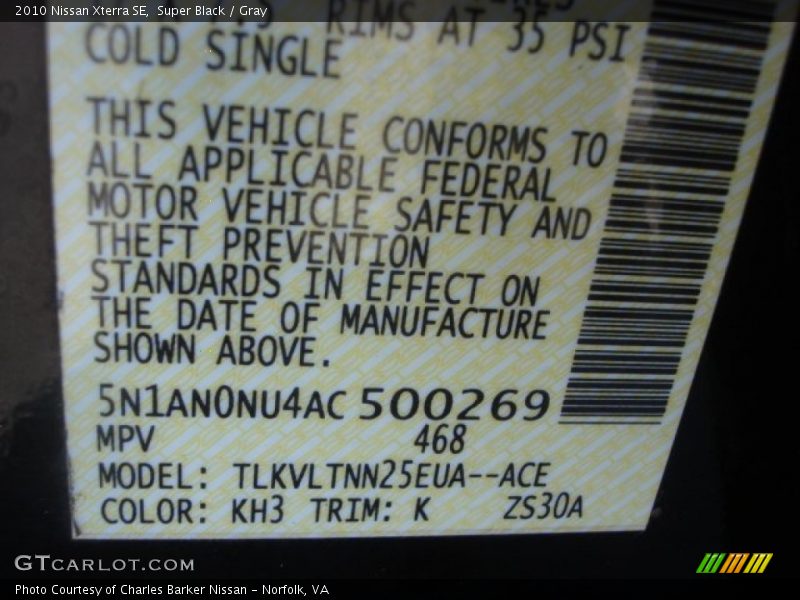 2010 Nissan Xterra SE, Super Black / Gray
RIMS AT 35 PSI
COLD SINGLE
THIS VEHICLE CONFORMS TO
ALL APPLICABLE FEDERAL
MOTOR VEHICLE SAFETY AND
THEFT PREVENTION
STANDARDS IN EFFECT ON
THE DATE OF MANUFACTURE
SHOWN ABOVE.
5N1AN0NU4AC 500269
MPV 468
MODEL: TLKVLTNN25EUA--ACE
COLOR: KH3 TRIM: K ZS30A
GTCARLOT.COM
Photo Courtesy of Charles Barker Nissan - Norfolk, VA